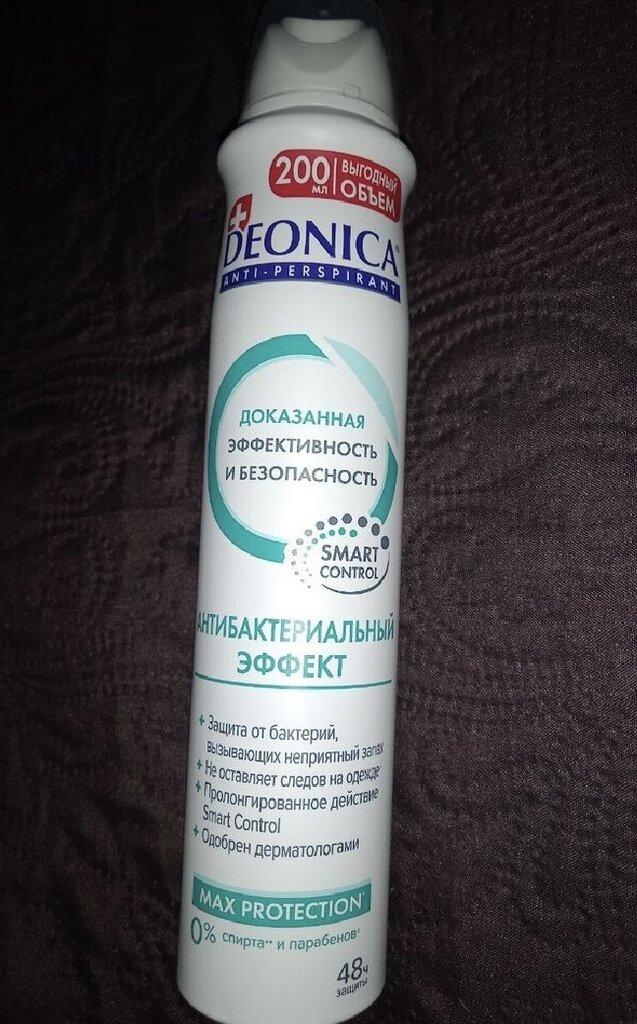 200 мл ВЫГОДНЫЙ
ОБЪЕМ
DEONICA®
ANTI-PERSPIRANT
ДОКАЗАННАЯ
ЭФФЕКТИВНОСТЬ
И БЕЗОПАСНОСТЬ
SMART
CONTROL
АНТИБАКТЕРИАЛЬНЫЙ
ЭФФЕКТ
+ Защита от бактерий,
вызывающих неприятный запах
+ Не оставляет следов на одежде
+ Пролонгированное действие
Smart Control
+ Одобрен дерматологами
MAX PROTECTION*
0% спирта** и парабенов
48ч
защиты